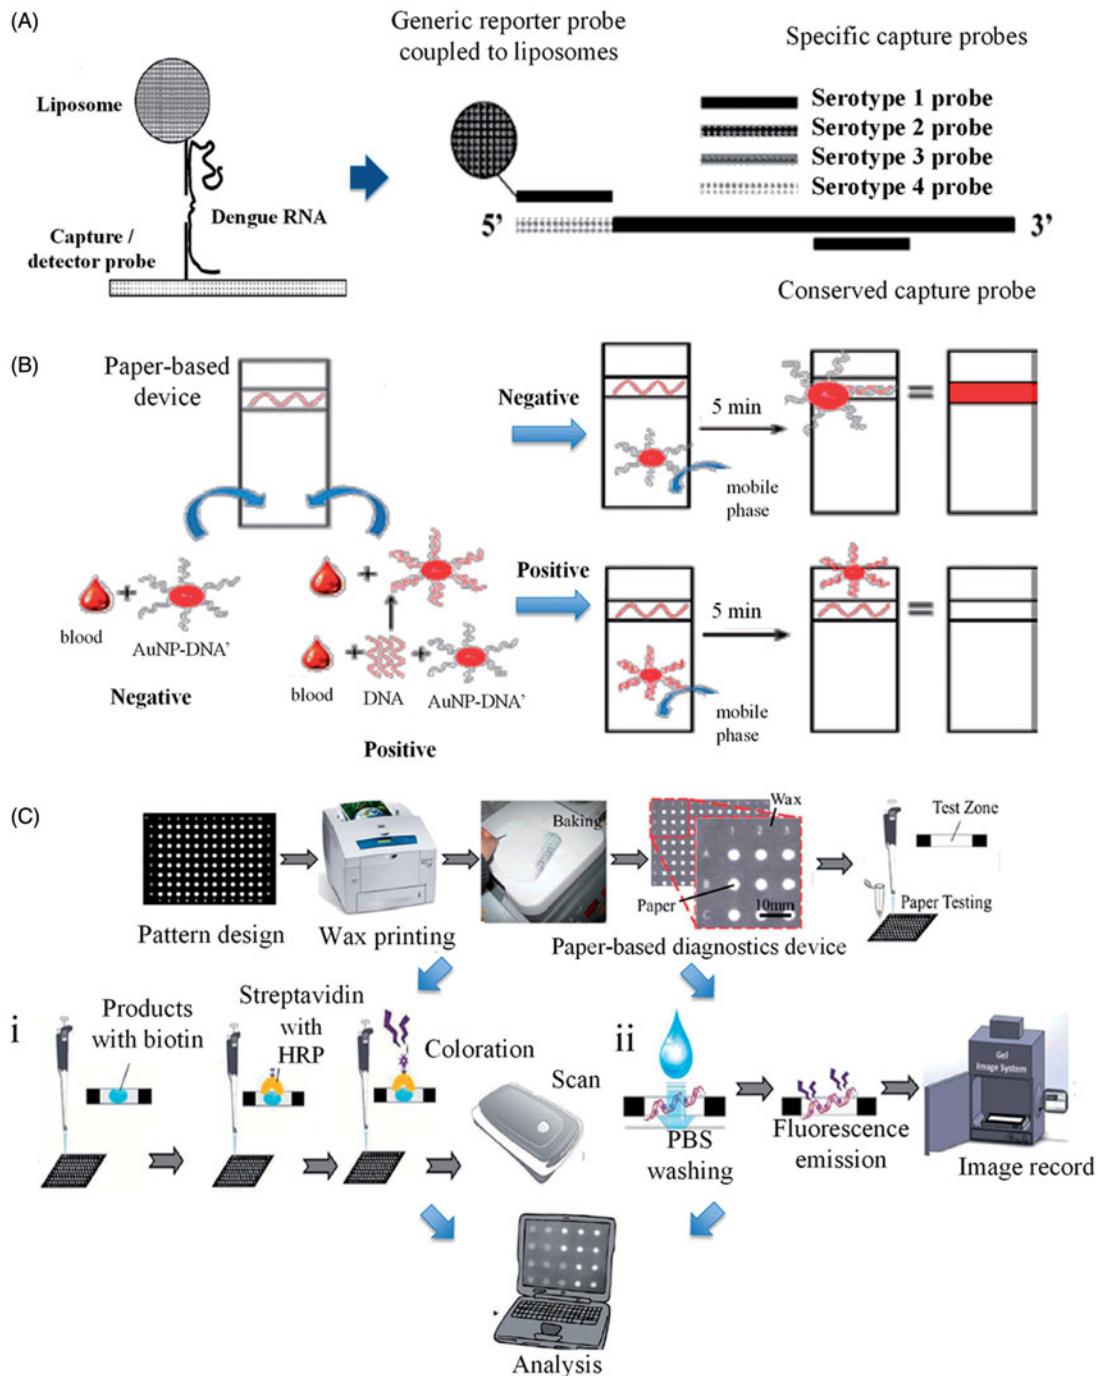 (A)
Generic reporter probe
coupled to liposomes
Specific capture probes
Liposome
Dengue RNA
Capture /
detector probe
Serotype 1 probe
Serotype 2 probe
Serotype 3 probe
Serotype 4 probe
5’
3’
Conserved capture probe
(B)
Paper-based
device
Negative
5 min
mobile
phase
blood
AuNP-DNA’
Negative
blood
DNA
AuNP-DNA’
Positive
Positive
5 min
mobile
phase
(C)
Pattern design
Wax printing
Baking
Wax
1 2 3
A
B
C
Paper
10mm
Paper-based diagnostics device
Test Zone
Paper Testing
i
Products
with biotin
Streptavidin
with
HRP
Coloration
Scan
ii
PBS
washing
Fluorescence
emission
Gel
Image System
Image record
Analysis